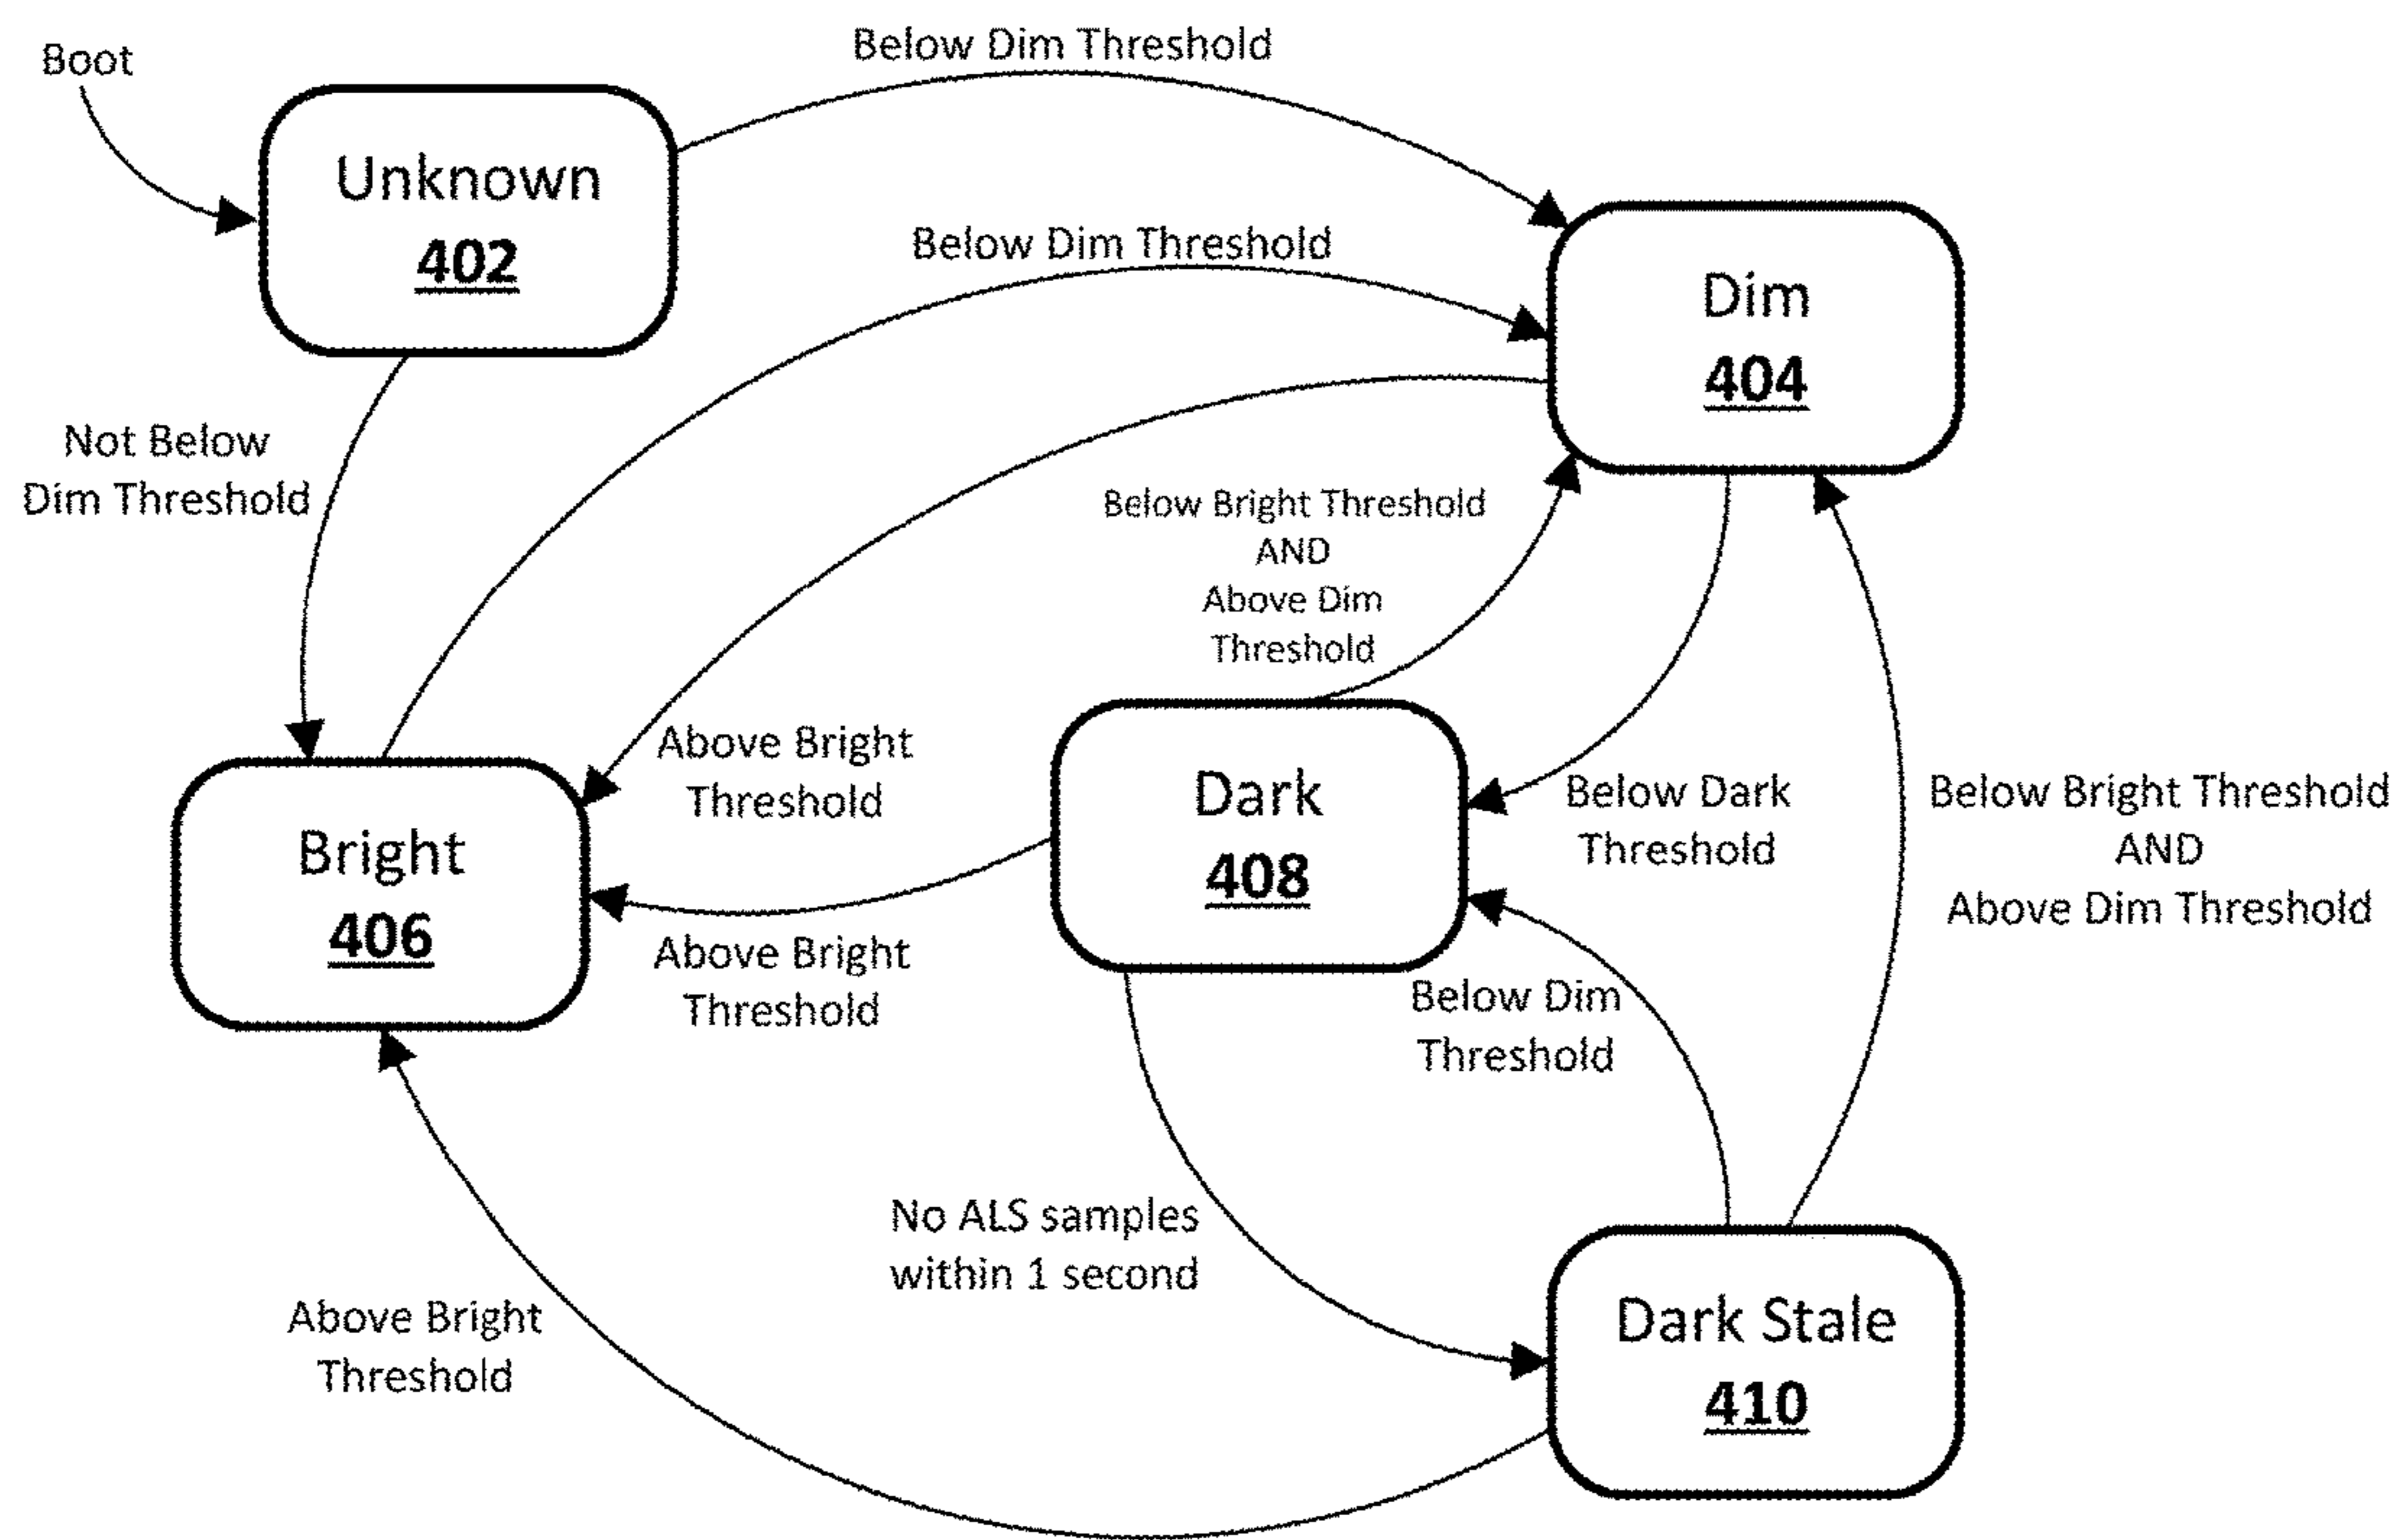 Boot
Below Dim Threshold
Unknown
402
Below Dim Threshold
Dim
404
Not Below
Dim Threshold
Below Bright Threshold
AND
Above Dim
Threshold
Above Bright
Threshold
Dark
408
Below Dark
Threshold
Below Bright Threshold
AND
Above Dim Threshold
Bright
406
Above Bright
Threshold
Below Dim
Threshold
No ALS samples
within 1 second
Above Bright
Threshold
Dark Stale
410